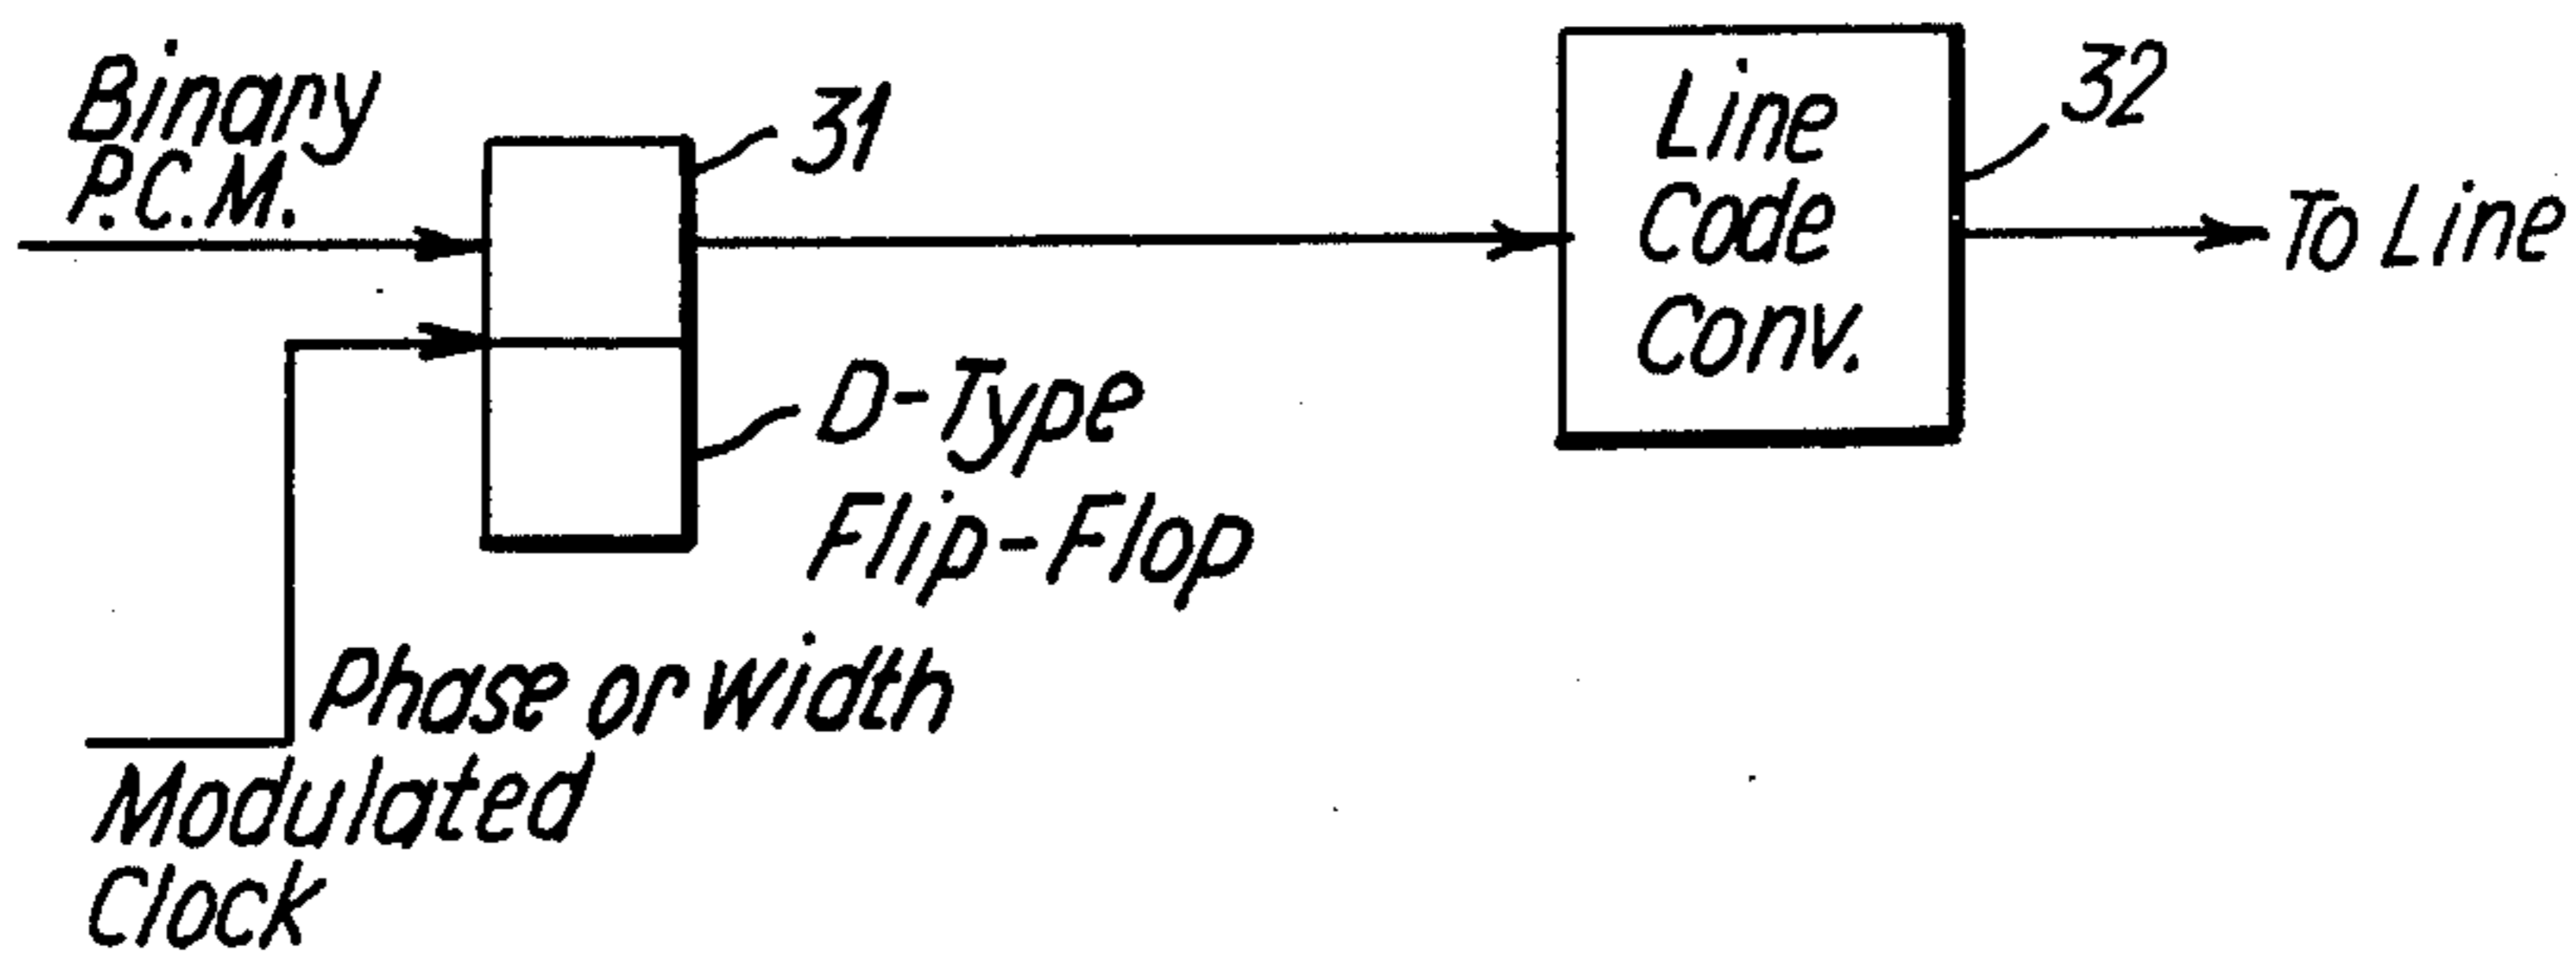 Binary
P.C.M.
31
Line
Code
Conv.
32
To Line
D-Type
Flip-Flop
Phase or Width
Modulated
Clock